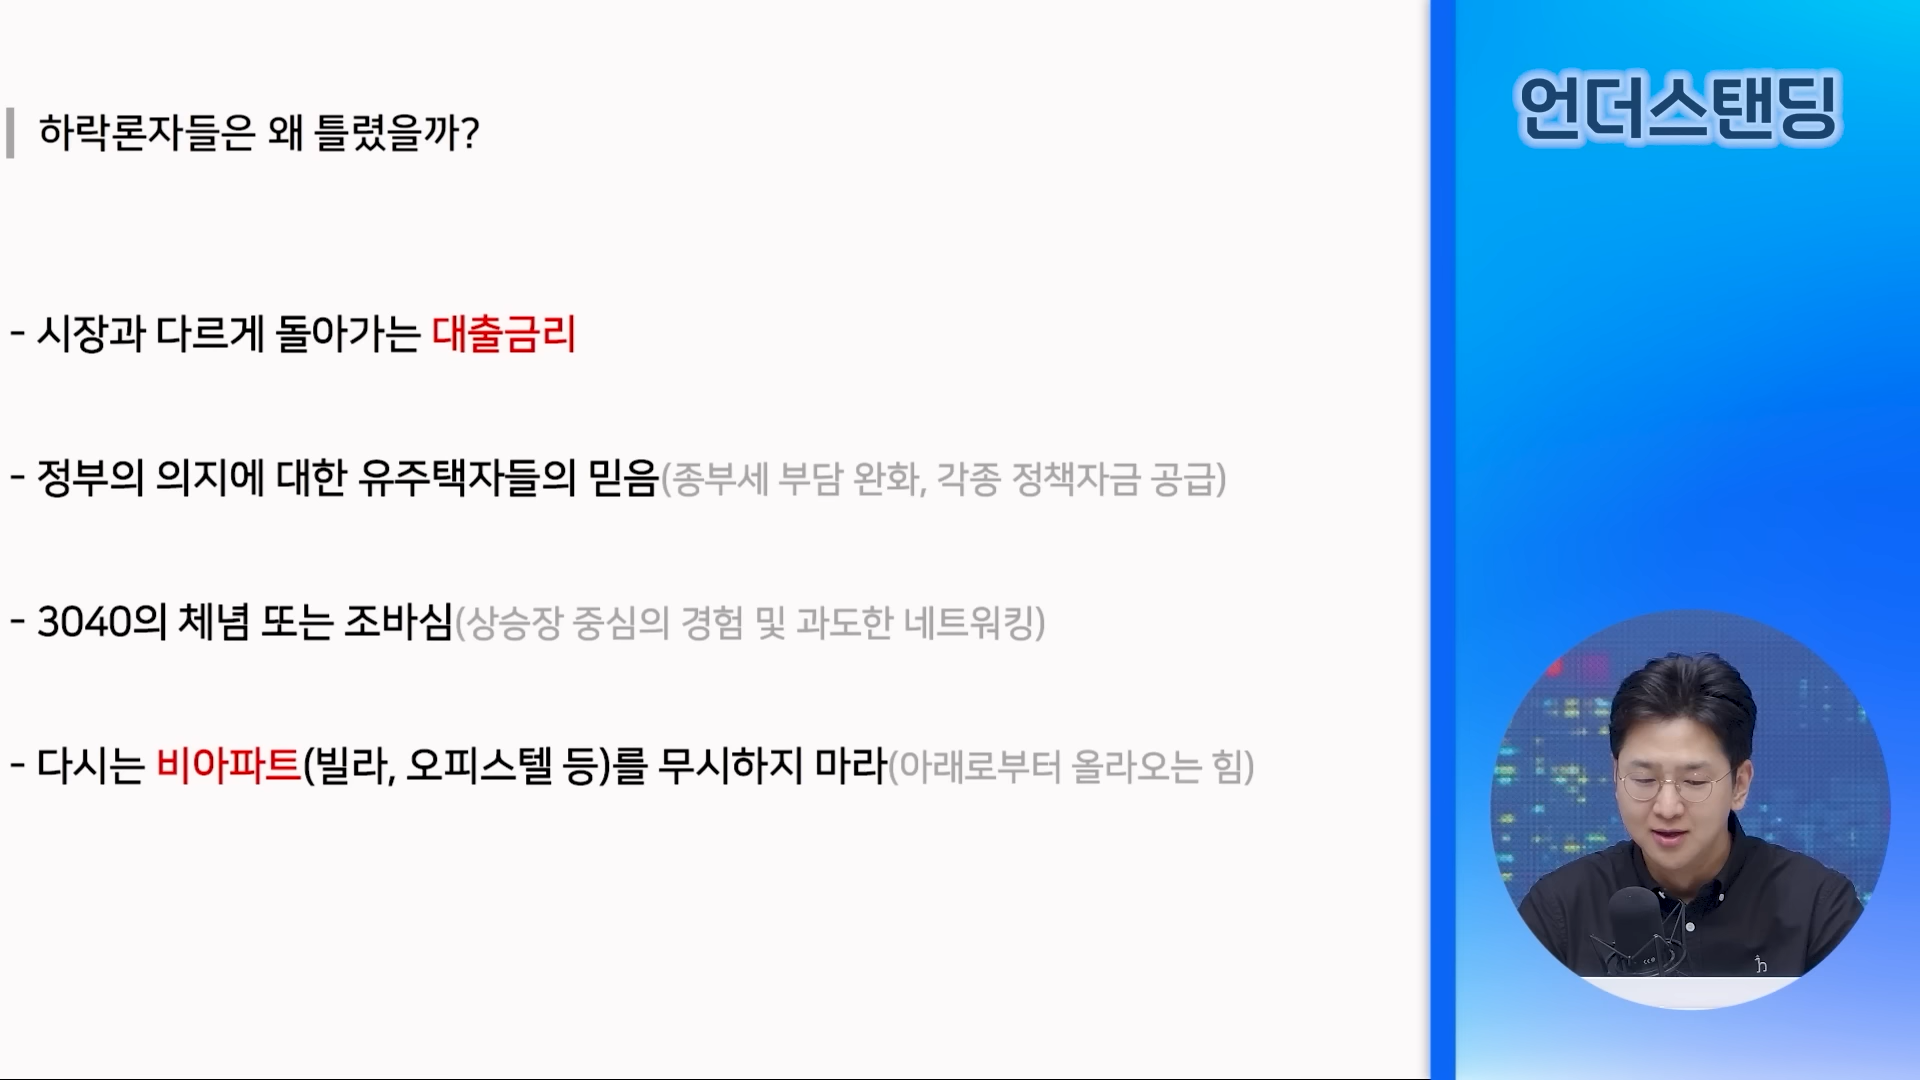 하락론자들은 왜 틀렸을까?
언더스탠딩
- 시장과 다르게 돌아가는 대출금리
- 정부의 의지에 대한 유주택자들의 믿음(종부세 부담 완화, 각종 정책자금 공급)
- 3040의 체념 또는 조바심(상승장 중심의 경험 및 과도한 네트워킹)
- 다시는 비아파트(빌라, 오피스텔 등)를 무시하지 마라(아래로부터 올라오는 힘)